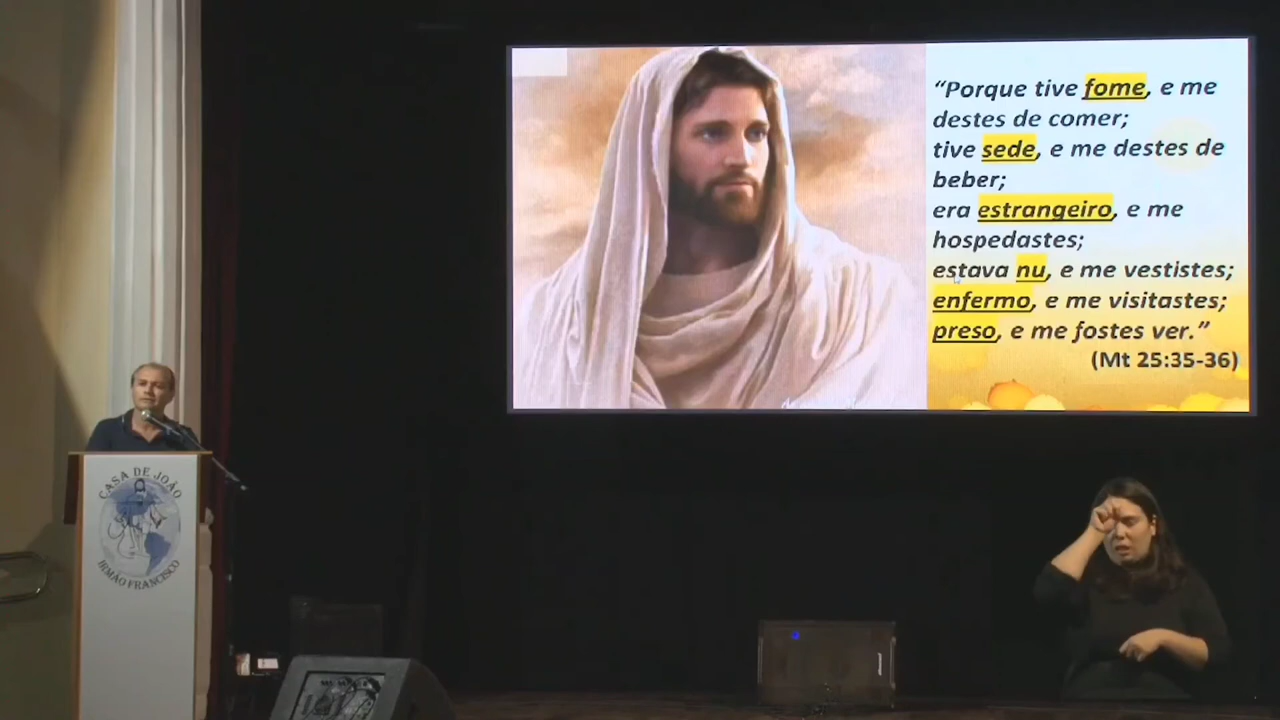 “Porque tive fome, e me
destes de comer;
tive sede, e me destes de
beber;
era estrangeiro, e me
hospedastes;
estava nu, e me vestistes;
enfermo, e me visitastes;
preso, e me fostes ver.”
(Mt 25:35-36)
CASA DE JOÃO
IRMÃO FRANCISCO